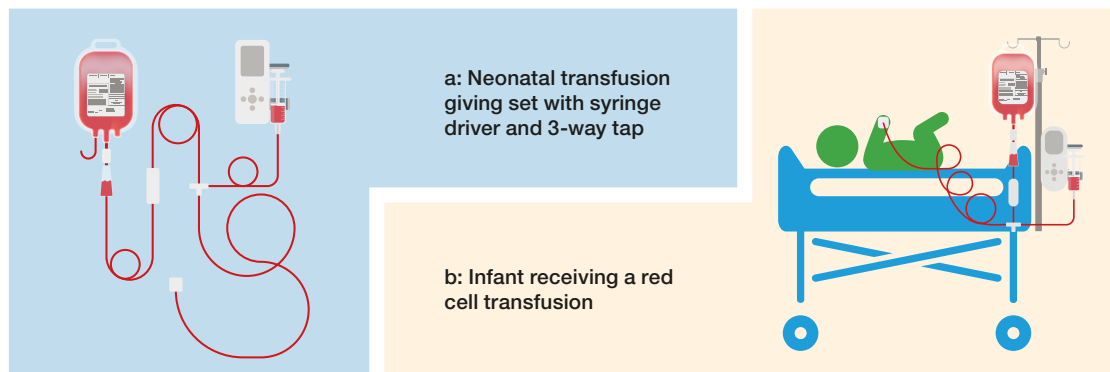 a: Neonatal transfusion
giving set with syringe
driver and 3-way tap
b: Infant receiving a red
cell transfusion